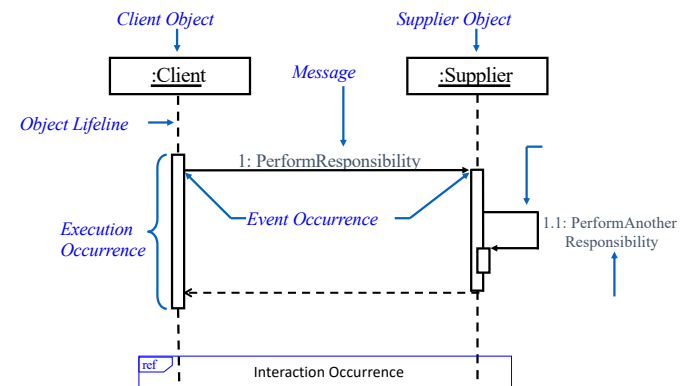 Client Object
Supplier Object
:Client
Message
:Supplier
Object Lifeline
1: PerformResponsibility
Event Occurrence
1.1: PerformAnother
Responsibility
Execution
Occurrence
ref
Interaction Occurrence